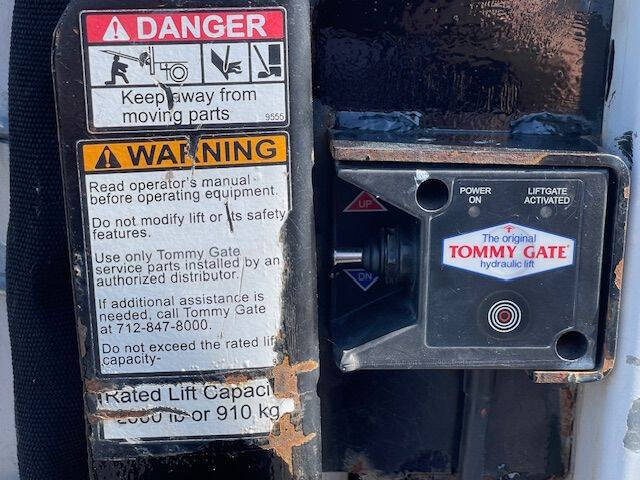 DANGER
Keep away from
moving parts
9555
WARNING
Read operator's manual
before operating equipment.
Do not modify lift or its safety
features.
Use only Tommy Gate
service parts installed by an
authorized distributor.
If additional assistance is
needed, call Tommy Gate
at 712-847-8000.
Do not exceed the rated lift
capacity-
Rated Lift Capaci
lb or 910 kg
UP
DN
POWER
ON
LIFTGATE
ACTIVATED
The original
TOMMY GATE
hydraulic lift